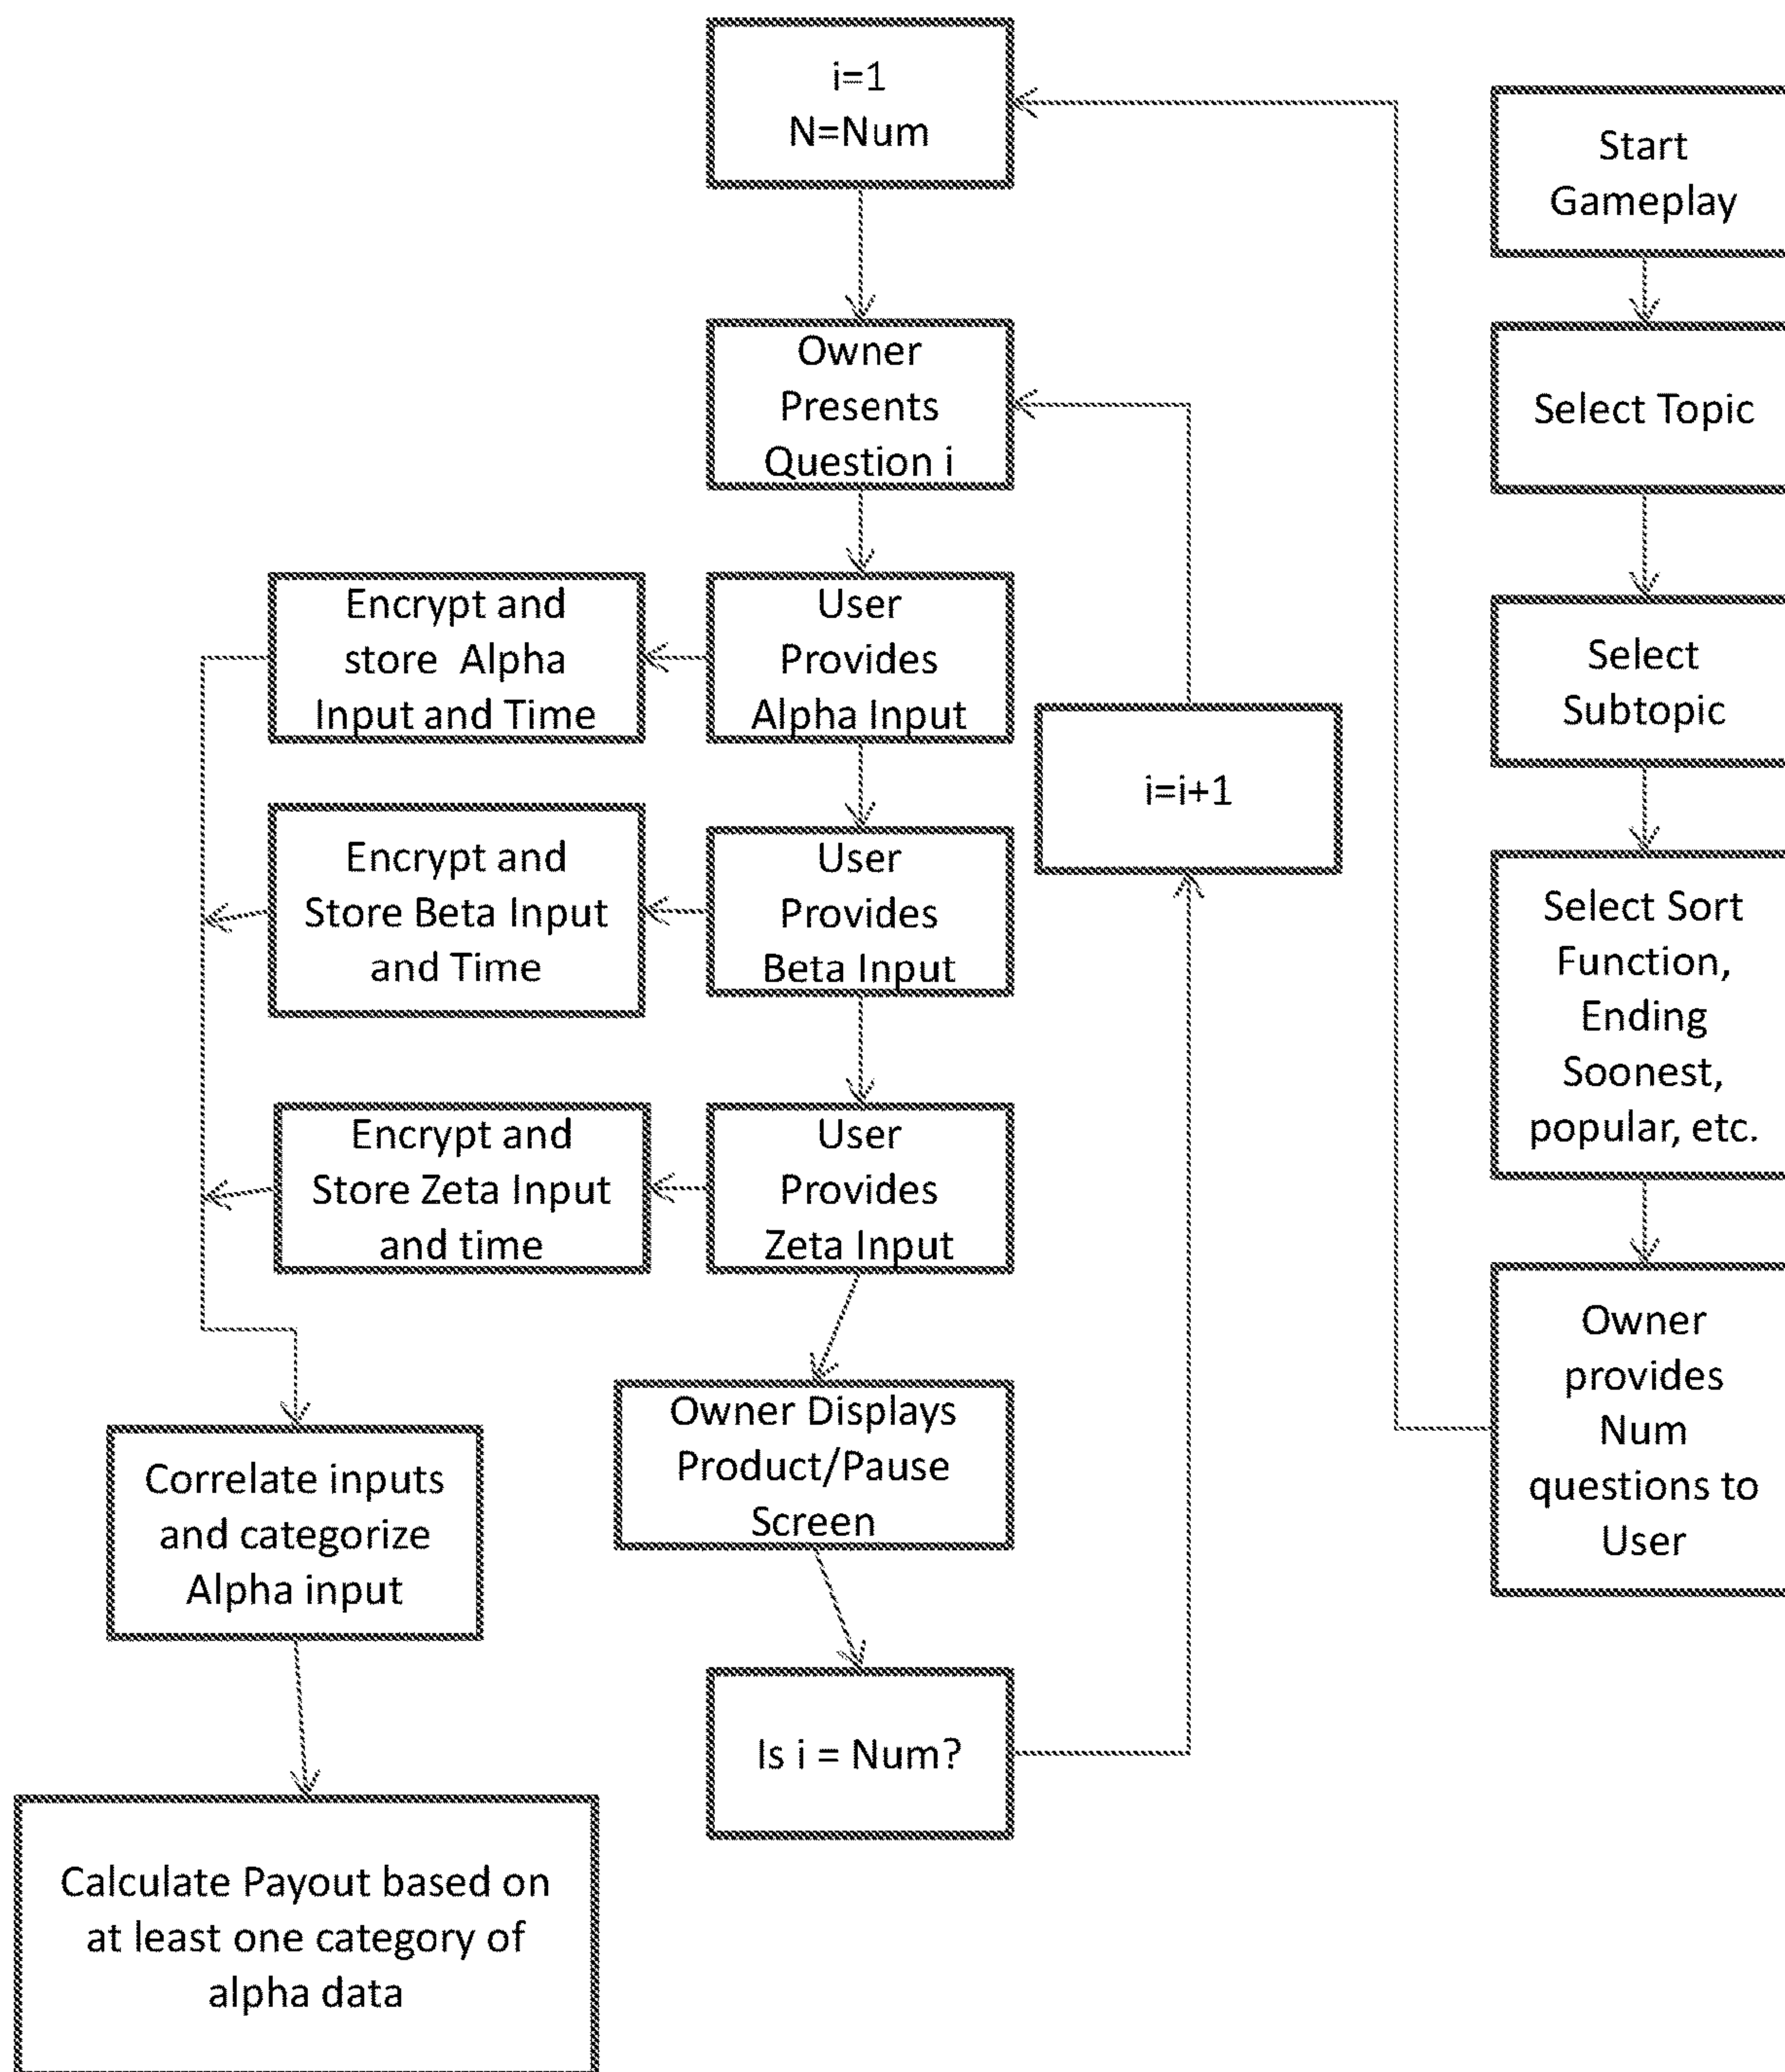 i=1
N=Num
Start
Gameplay
Select Topic
Select
Subtopic
Select Sort
Function,
Ending
Soonest,
popular, etc.
Owner
provides
Num
questions to
User
Owner
Presents
Question i
User
Provides
Alpha Input
Encrypt and
store Alpha
Input and Time
User
Provides
Beta Input
Encrypt and
Store Beta Input
and Time
User
Provides
Zeta Input
Encrypt and
Store Zeta Input
and time
i=i+1
Owner Displays
Product/Pause
Screen
Is i = Num?
Correlate inputs
and categorize
Alpha input
Calculate Payout based on
at least one category of
alpha data